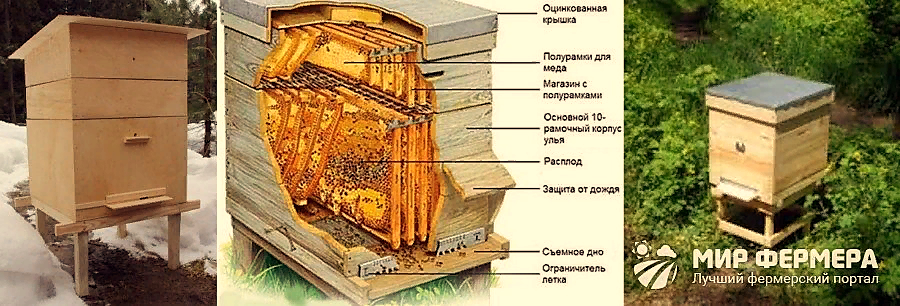 Оцинкованная
крышка
Полурамки для
меда
Магазин с
полурамками
Основной 10-
рамочный корпус
улья
Расплод
Защита от дождя
Съемное дно
Ограничитель
летка
МИР ФЕРМЕРА
Лучший фермерский портал